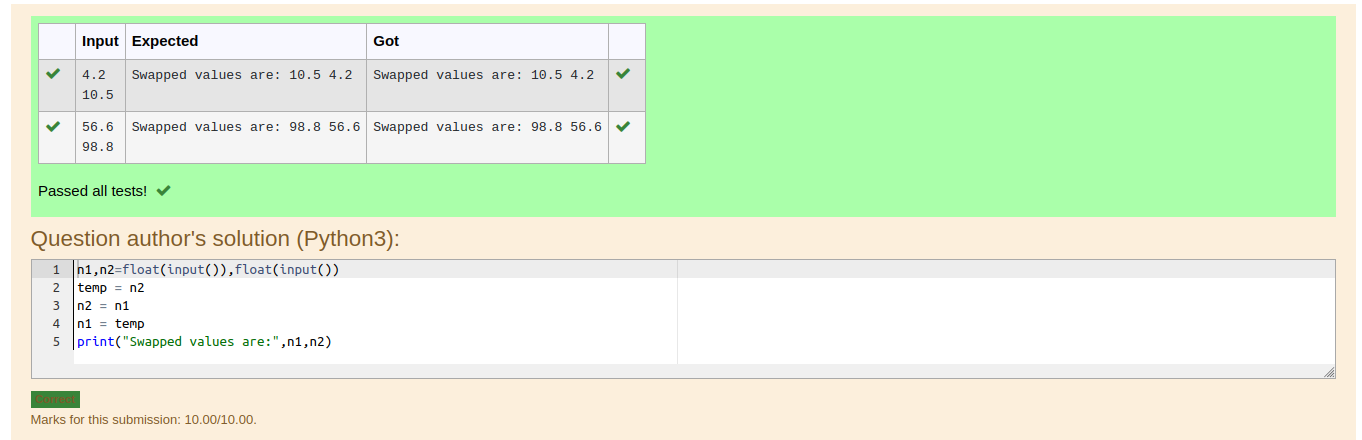 Input Expected Got
4.2 Swapped values are: 10.5 4.2 Swapped values are: 10.5 4.2
10.5
56.6 Swapped values are: 98.8 56.6 Swapped values are: 98.8 56.6
98.8
Passed all tests!
Question author's solution (Python3):
1 n1,n2=float(input()),float(input())
2 temp = n2
3 n2 = n1
4 n1 = temp
5 print("Swapped values are:",n1,n2)
Correct
Marks for this submission: 10.00/10.00.